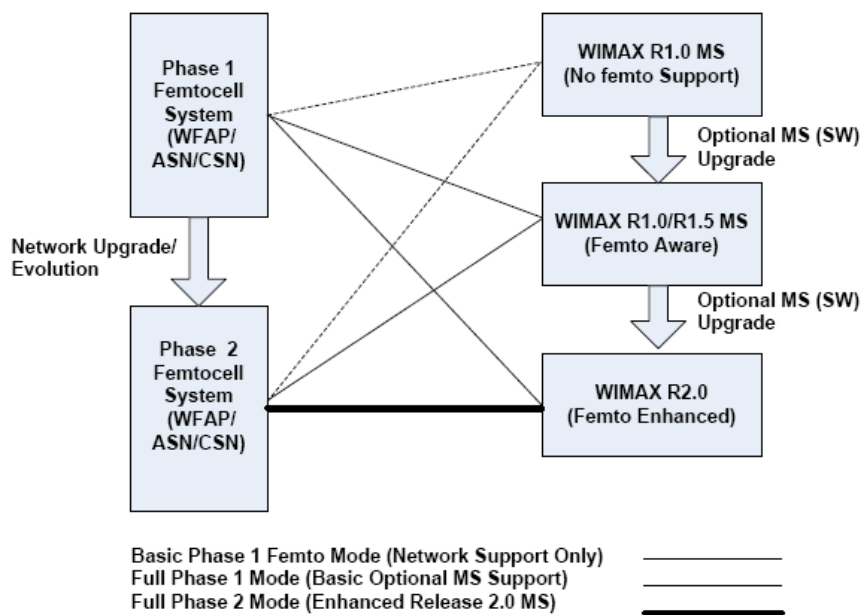 Phase 1
Femtocell
System
(WFAP/
ASN/CSN)
WIMAX R1.0 MS
(No femto Support)
Optional MS (SW)
Upgrade
WIMAX R1.0/R1.5 MS
(Femto Aware)
Network Upgrade/
Evolution
Optional MS (SW)
Upgrade
Phase 2
Femtocell
System
(WFAP/
ASN/CSN)
WIMAX R2.0
(Femto Enhanced)
Basic Phase 1 Femto Mode (Network Support Only)
Full Phase 1 Mode (Basic Optional MS Support)
Full Phase 2 Mode (Enhanced Release 2.0 MS)